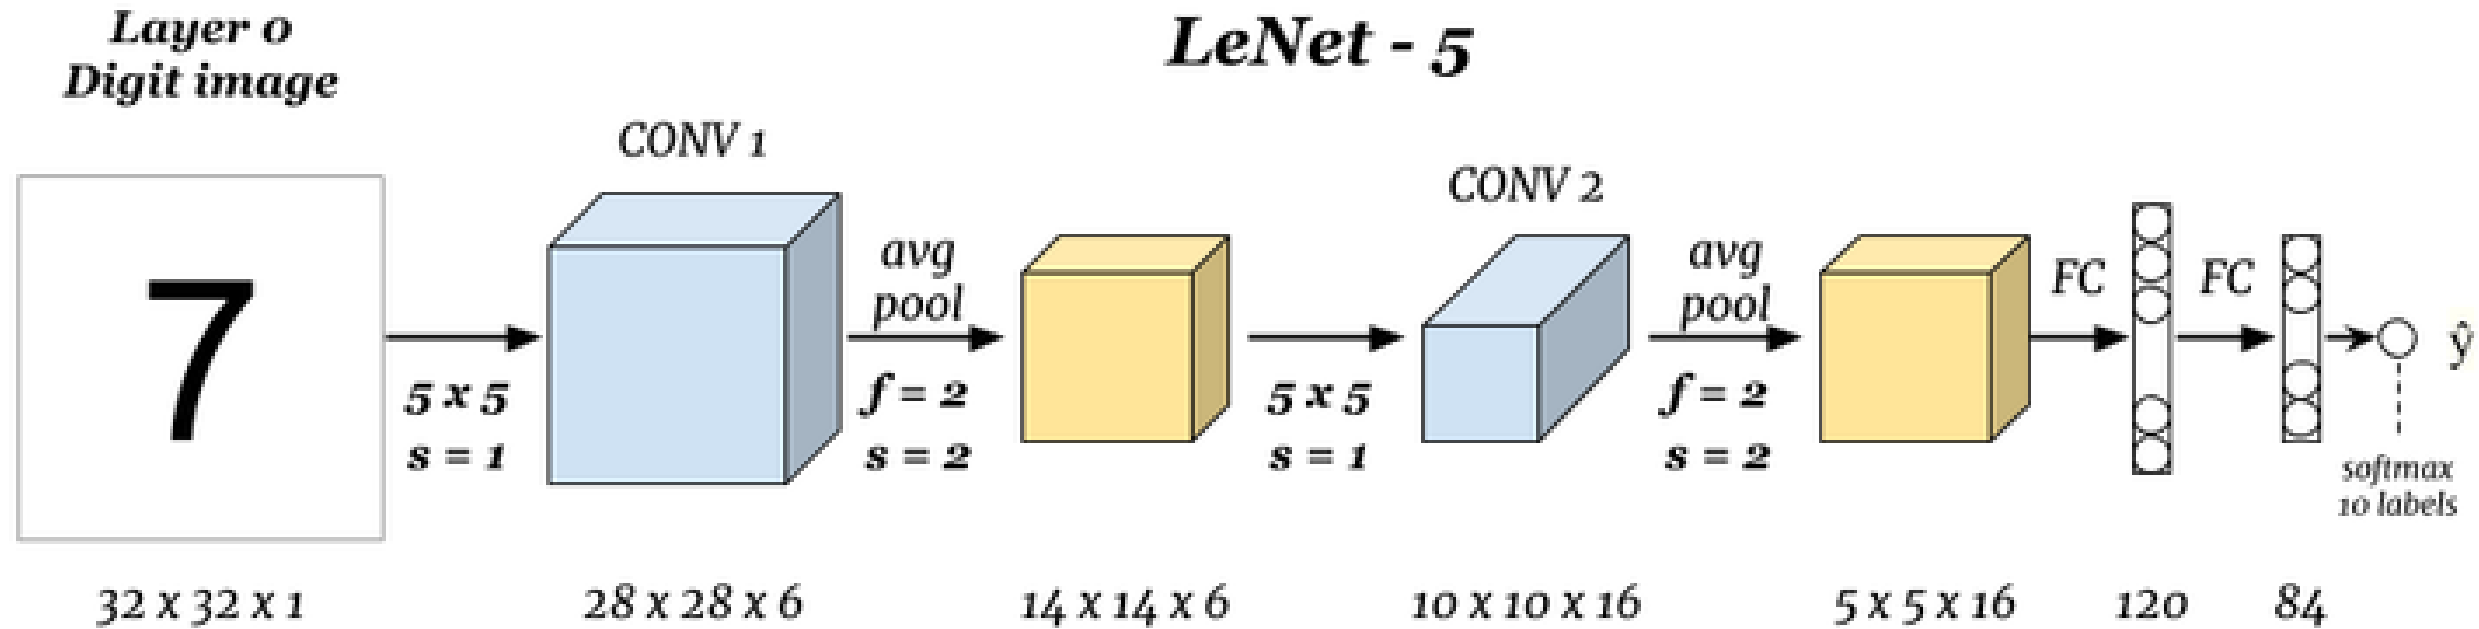 Layer 0
Digit image
LeNet - 5
CONV 1
CONV 2
7
5 x 5
s = 1
avg
pool
f = 2
s = 2
5 x 5
s = 1
avg
pool
f = 2
s = 2
FC
FC
ŷ
softmax
10 labels
32 x 32 x 1
28 x 28 x 6
14 x 14 x 6
10 x 10 x 16
5 x 5 x 16
120
84